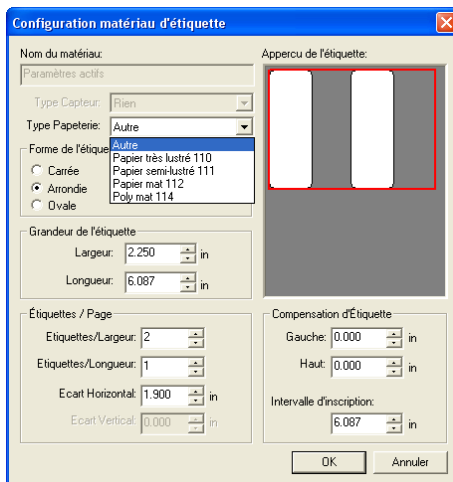 Configuration matériau d'étiquette
Nom du matériau:
Paramètres actifs
Type Capteur: Rien
Type Papeterie: Autre
Autre
Papier très lustré 110
Papier semi-lustré 111
Papier mat 112
Poly mat 114
Forme de l'étique
Carrée
Arrondie
Ovale
Grandeur de l'étiquette
Largeur: 2.250 in
Longueur: 6.087 in
Étiquettes / Page
Etiquettes/Largeur: 2
Etiquettes/Longueur: 1
Ecart Horizontal: 1.900 in
Ecart Vertical: 0.000 in
Appercu de l'étiquette:
Compensation d'Étiquette
Gauche: 0.000 in
Haut: 0.000 in
Intervalle d'inscription:
6.087 in
OK Annuler